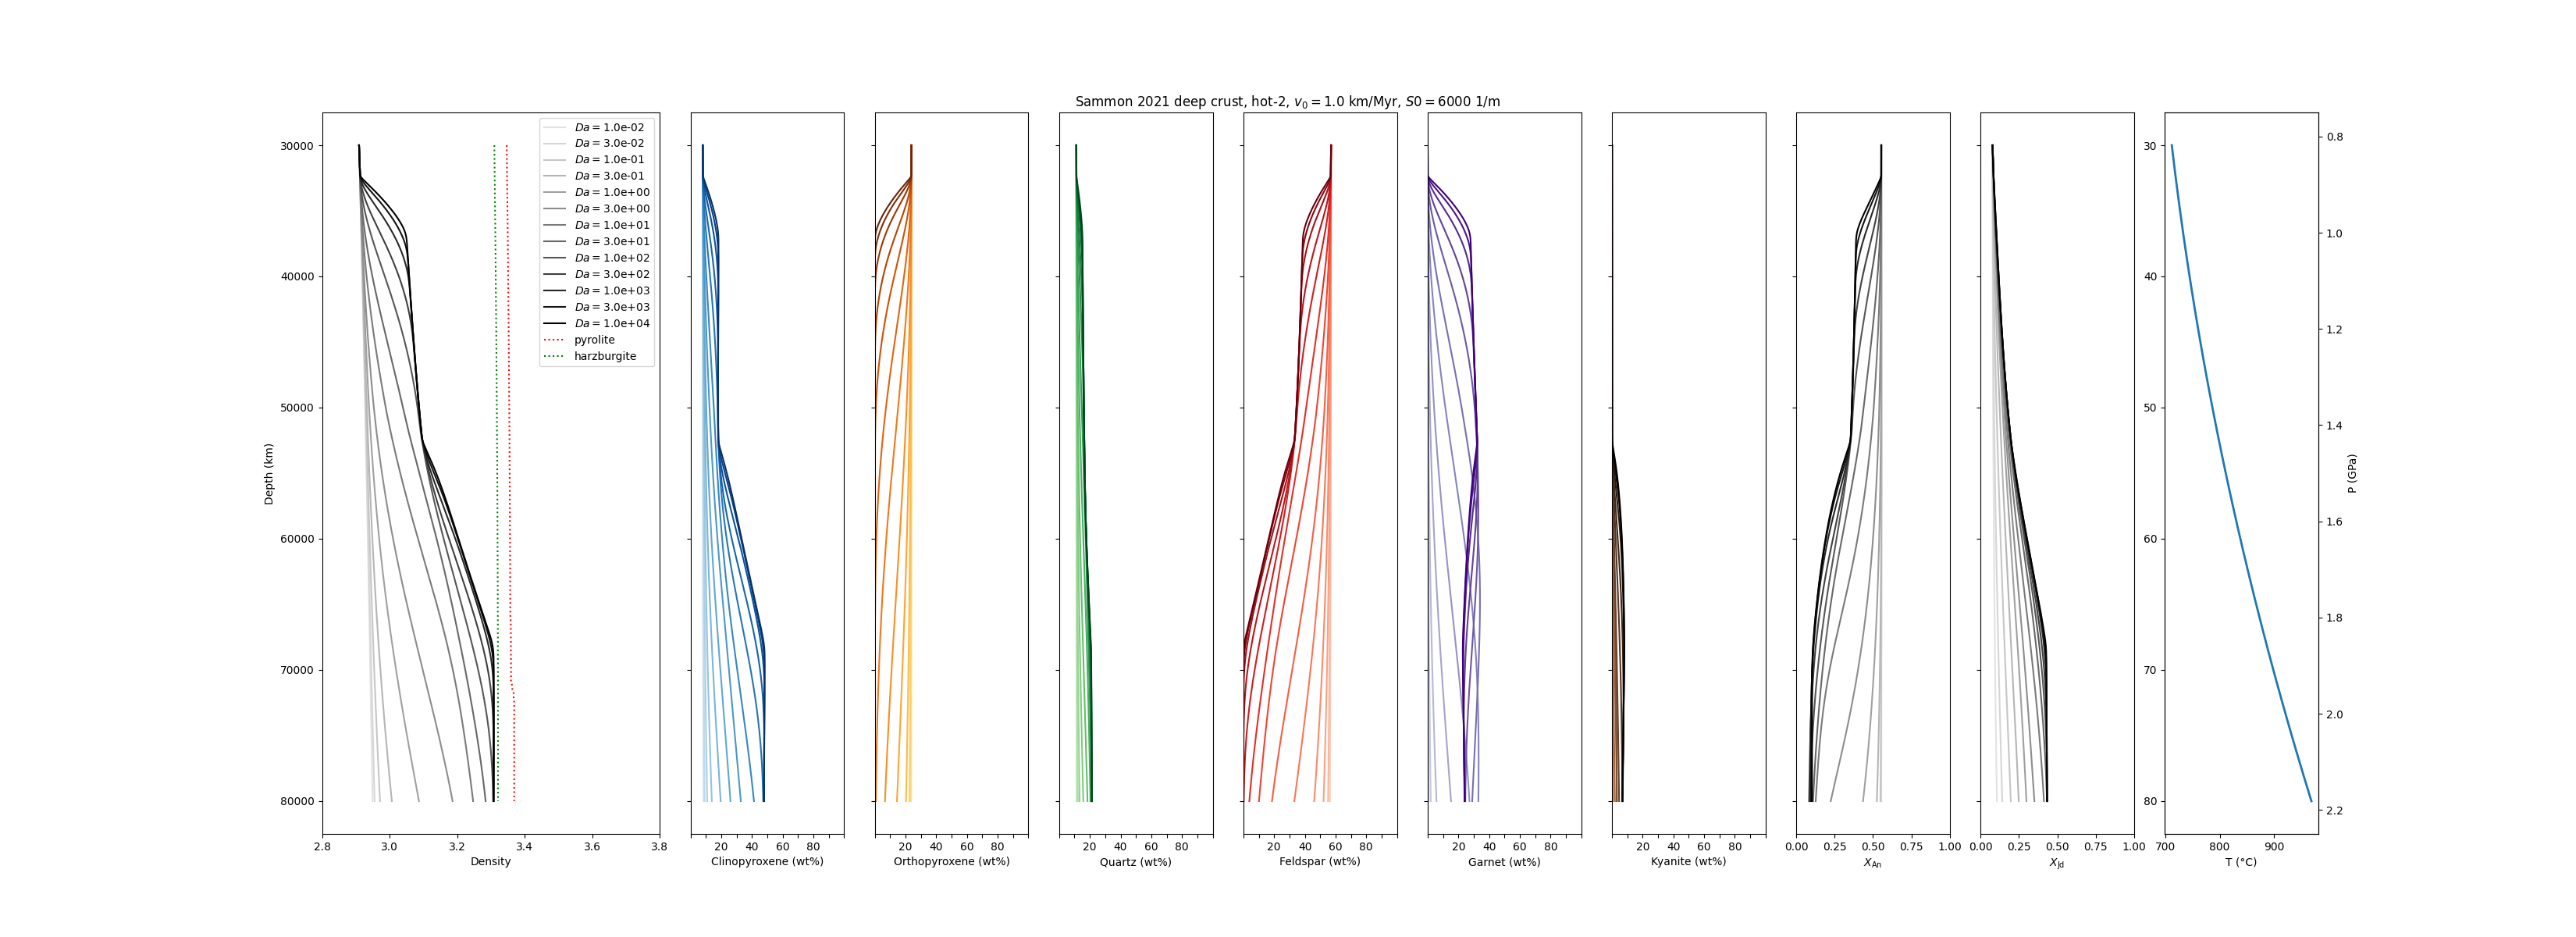 Sammon 2021 deep crust, hot-2, v₀ = 1.0 km/Myr, S0 = 6000 1/m
Da = 1.0e-02
Da = 3.0e-02
Da = 1.0e-01
Da = 3.0e-01
Da = 1.0e+00
Da = 3.0e+00
Da = 1.0e+01
Da = 3.0e+01
Da = 1.0e+02
Da = 3.0e+02
Da = 1.0e+03
Da = 3.0e+03
Da = 1.0e+04
pyrolite
harzburgite
30000
40000
50000
60000
70000
80000
Depth (km)
2.8 3.0 3.2 3.4 3.6 3.8
Density
20 40 60 80
Clinopyroxene (wt%)
20 40 60 80
Orthopyroxene (wt%)
20 40 60 80
Quartz (wt%)
20 40 60 80
Feldspar (wt%)
20 40 60 80
Garnet (wt%)
20 40 60 80
Kyanite (wt%)
0.00 0.25 0.50 0.75 1.00
X_An
0.00 0.25 0.50 0.75 1.00
X_Jd
30
40
50
60
70
80
700 800 900
T (°C)
0.8
1.0
1.2
1.4
1.6
1.8
2.0
2.2
P (GPa)